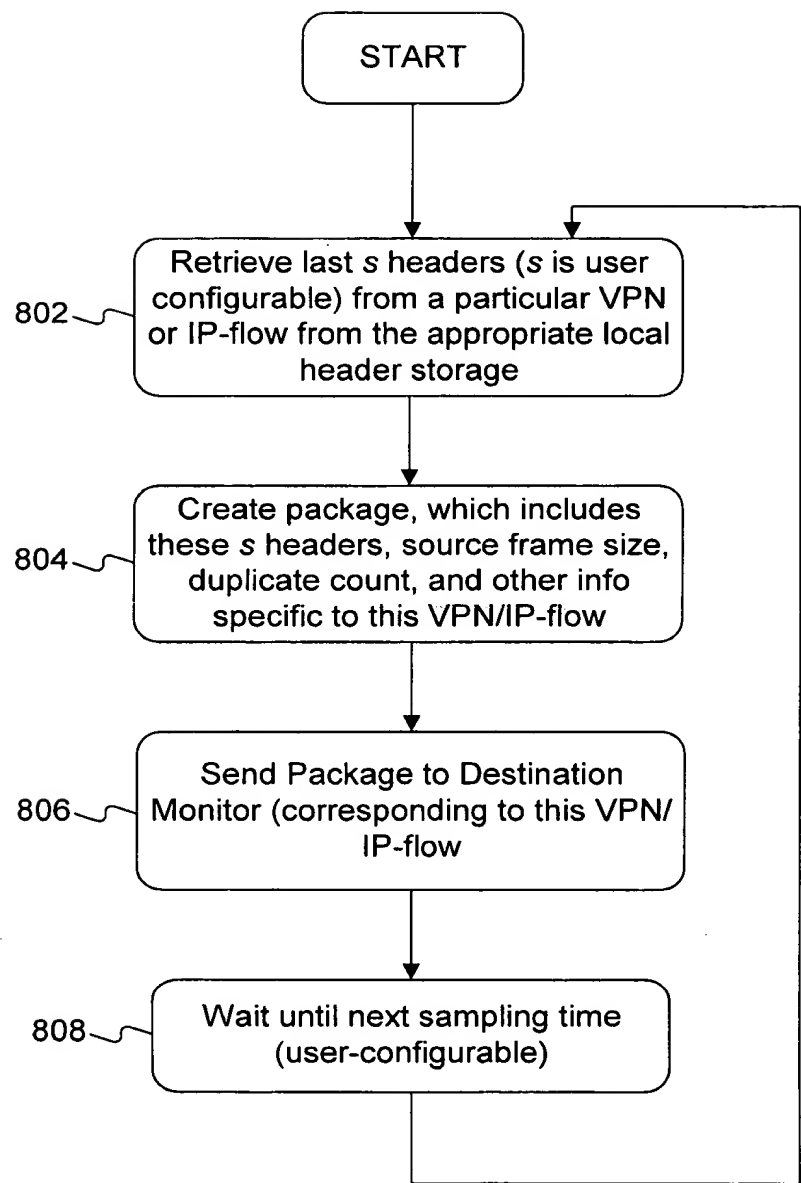 START
Retrieve last s headers (s is user
configurable) from a particular VPN
or IP-flow from the appropriate local
header storage
802
Create package, which includes
these s headers, source frame size,
duplicate count, and other info
specific to this VPN/IP-flow
804
Send Package to Destination
Monitor (corresponding to this VPN/
IP-flow
806
Wait until next sampling time
(user-configurable)
808